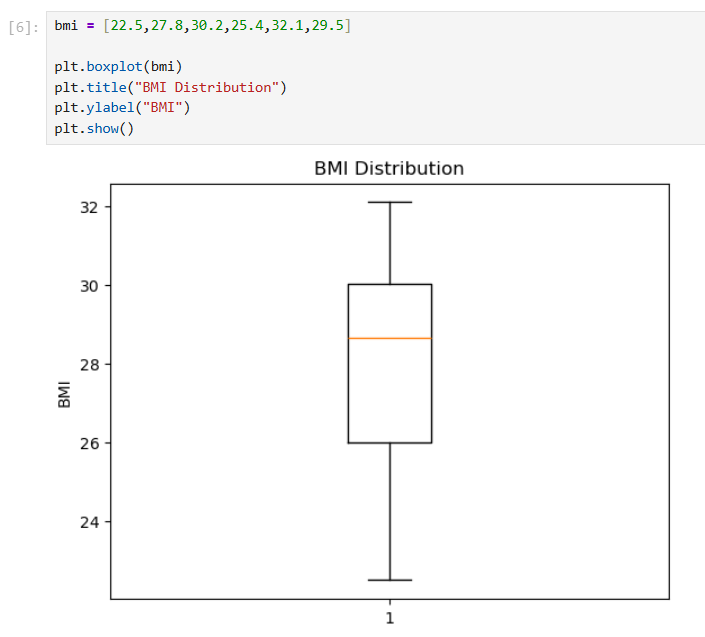 [6]: bmi = [22.5,27.8,30.2,25.4,32.1,29.5]
plt.boxplot(bmi)
plt.title("BMI Distribution")
plt.ylabel("BMI")
plt.show()
BMI Distribution
32
30
28
26
24
BMI
1